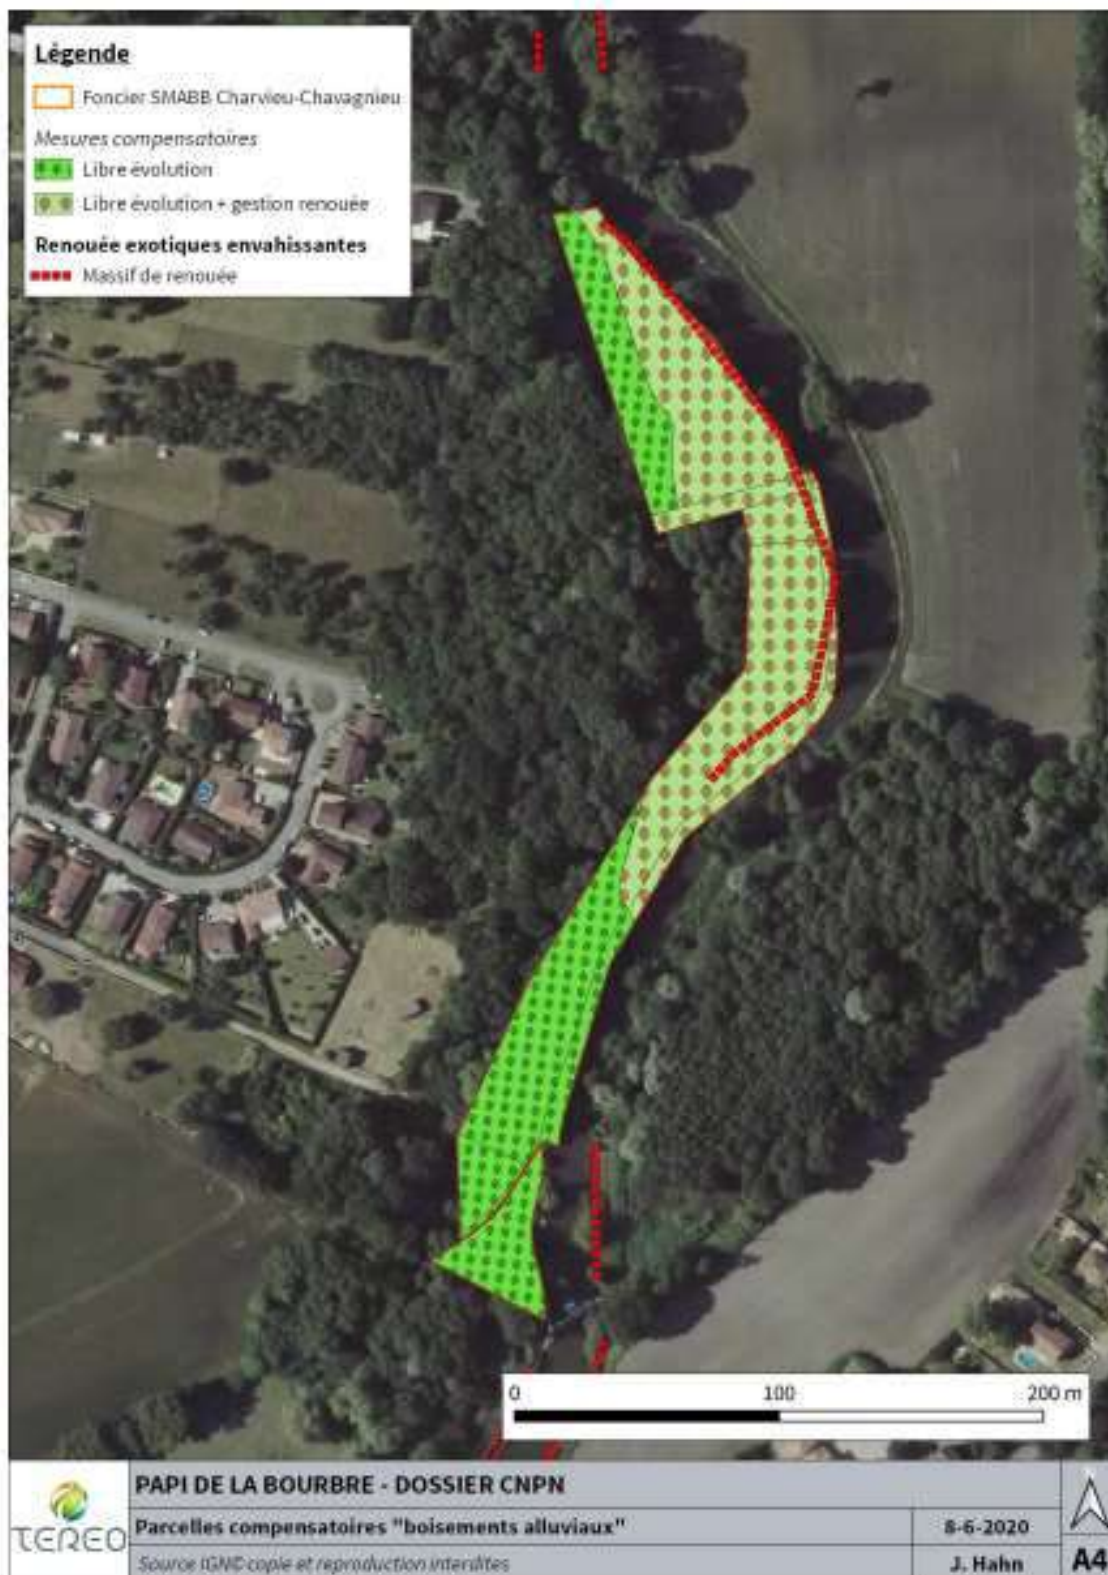 Légende
Foncier SMABB Charvieu-Chavagnieu
Mesures compensatoires
Libre évolution
Libre évolution + gestion renouée
Renouée exotiques envahissantes
Massif de renouée
0 100 200 m
TEREO
PAPI DE LA BOURBRE - DOSSIER CNPN
Parcelles compensatoires "boisements alluviaux"
8-6-2020
Source IGN© copie et reproduction interdites
J. Hahn
A4